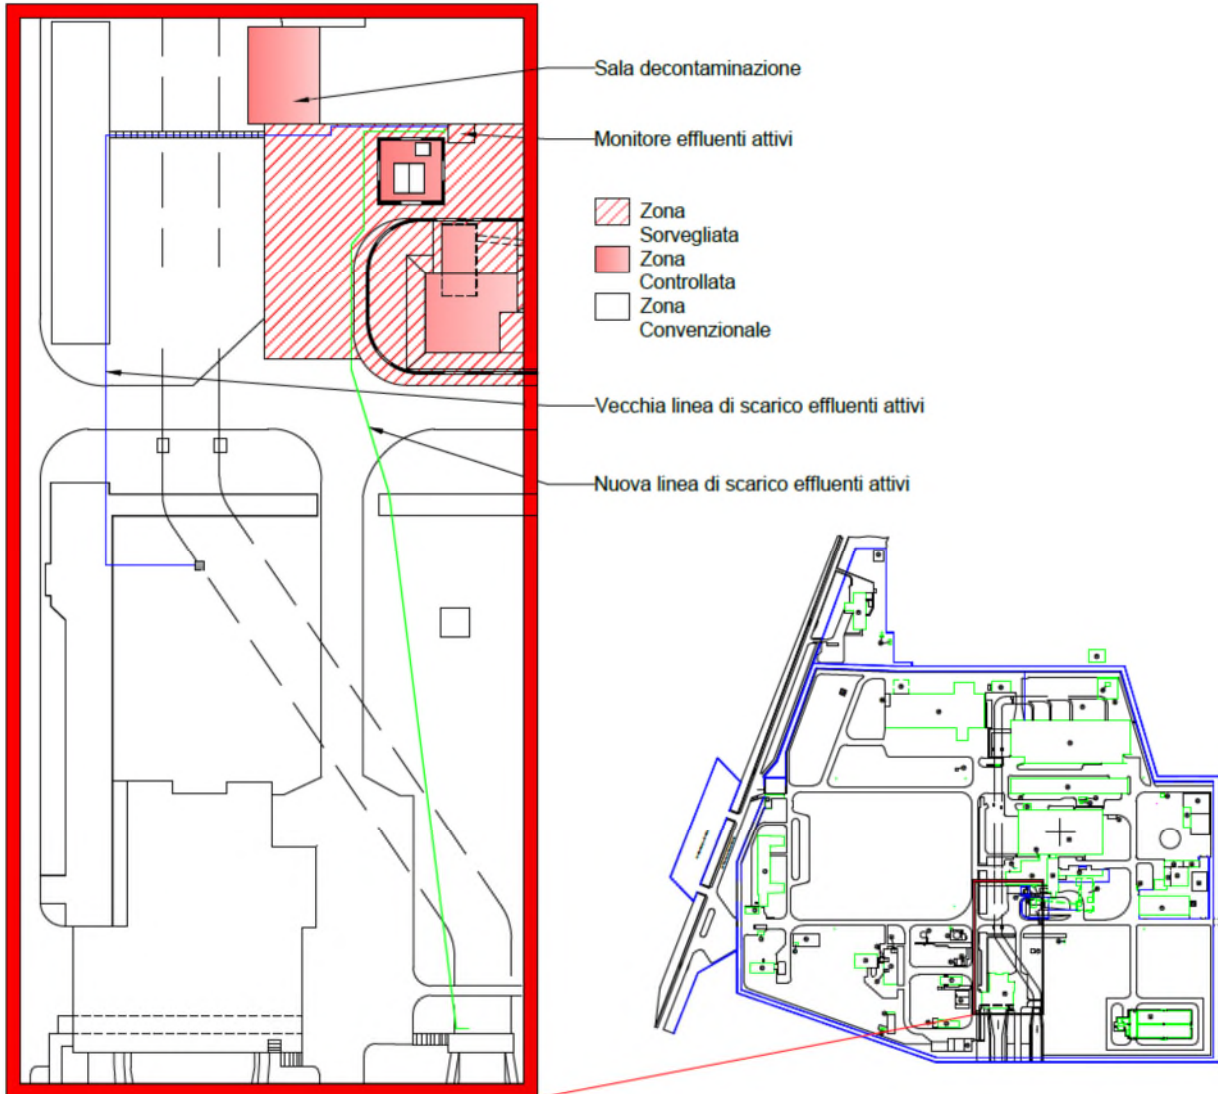 Sala decontaminazione
Monitore effluenti attivi
Zona
Sorvegliata
Zona
Controllata
Zona
Convenzionale
Vecchia linea di scarico effluenti attivi
Nuova linea di scarico effluenti attivi